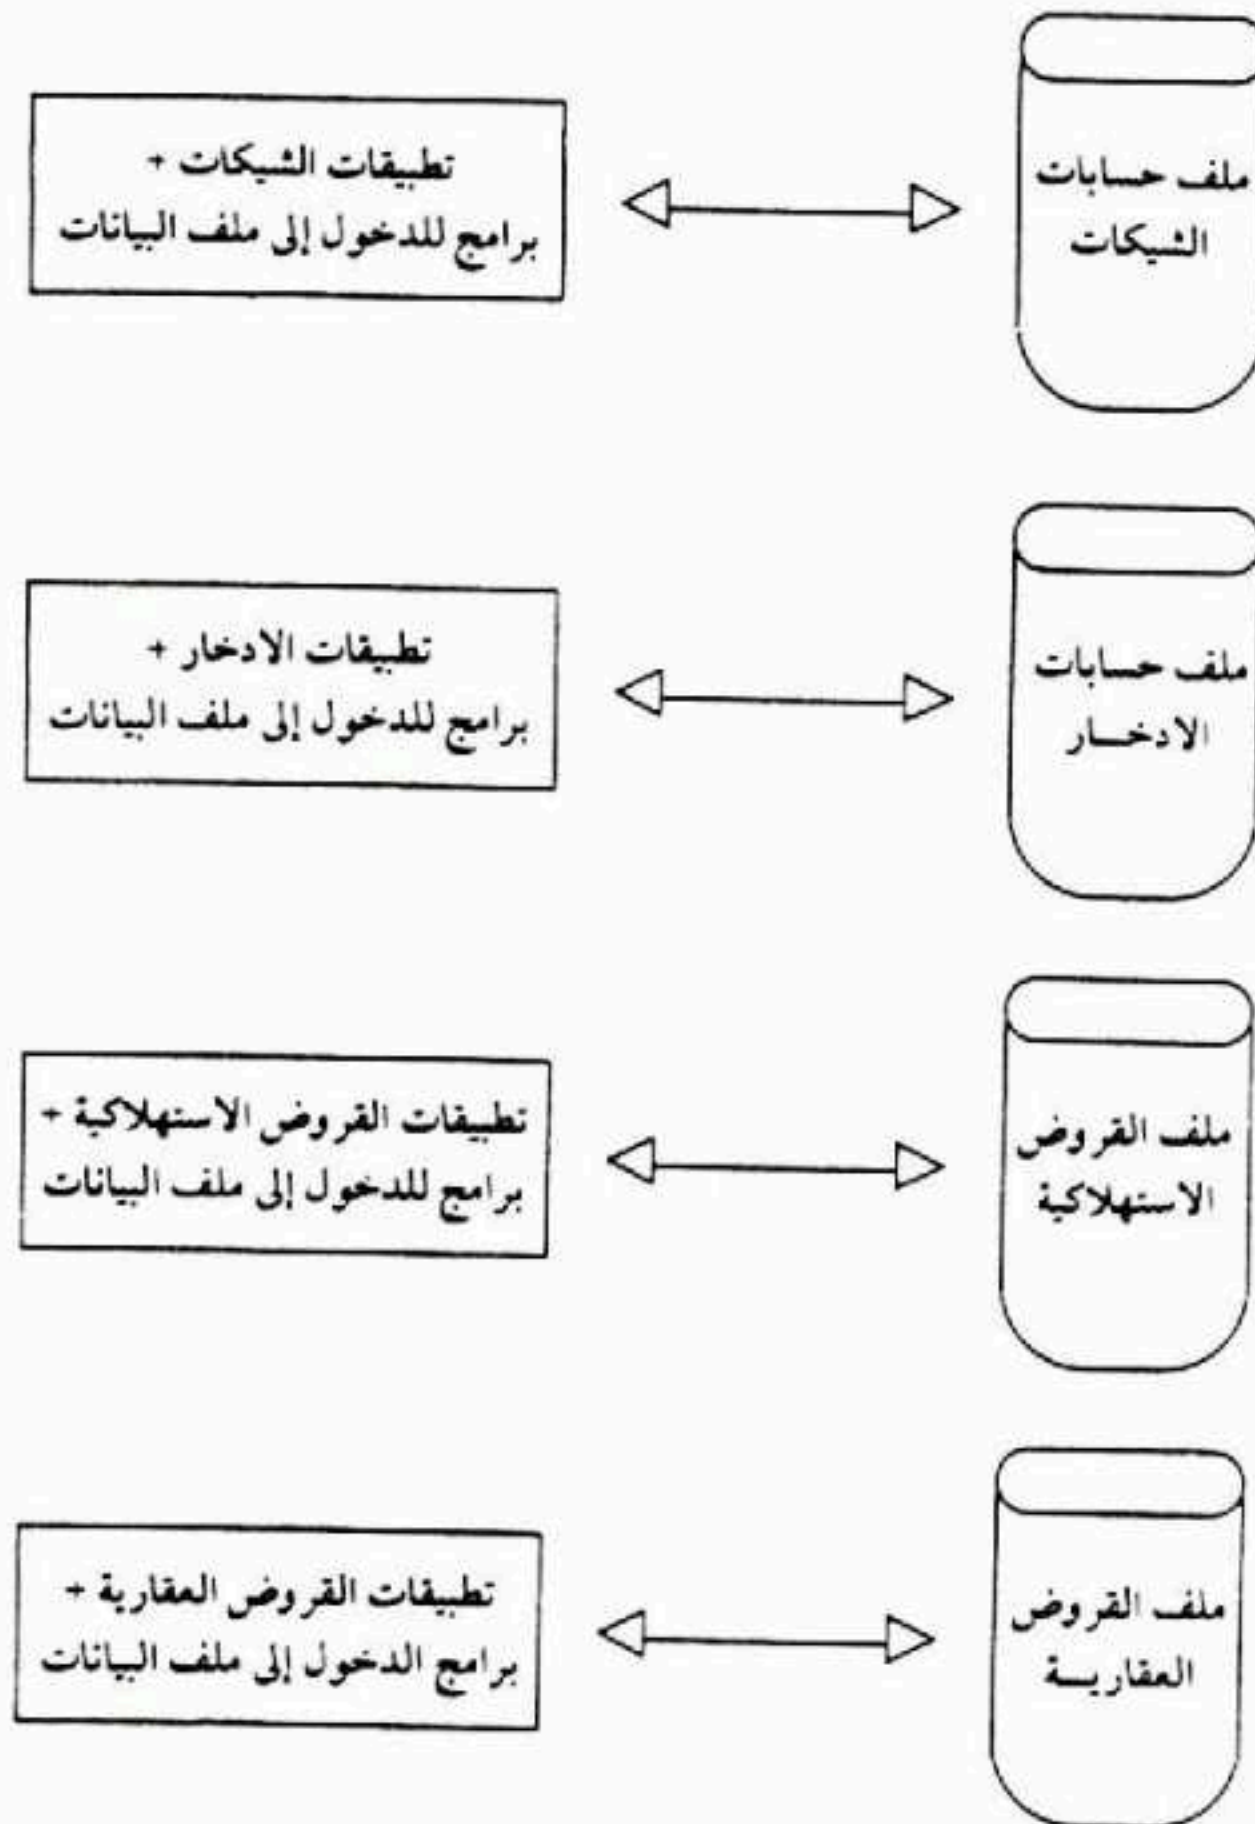 تطبيقات الشيكات +
برامج للدخول إلى ملف البيانات
ملف حسابات
الشيكات
تطبيقات الادخار +
برامج للدخول إلى ملف البيانات
ملف حسابات
الادخــار
تطبيقات القروض الاستهلاكية +
برامج للدخول إلى ملف البيانات
ملف القروض
الاستهلاكية
تطبيقات القروض العقارية +
برامج الدخول إلى ملف البيانات
ملف القروض
العقاريــة